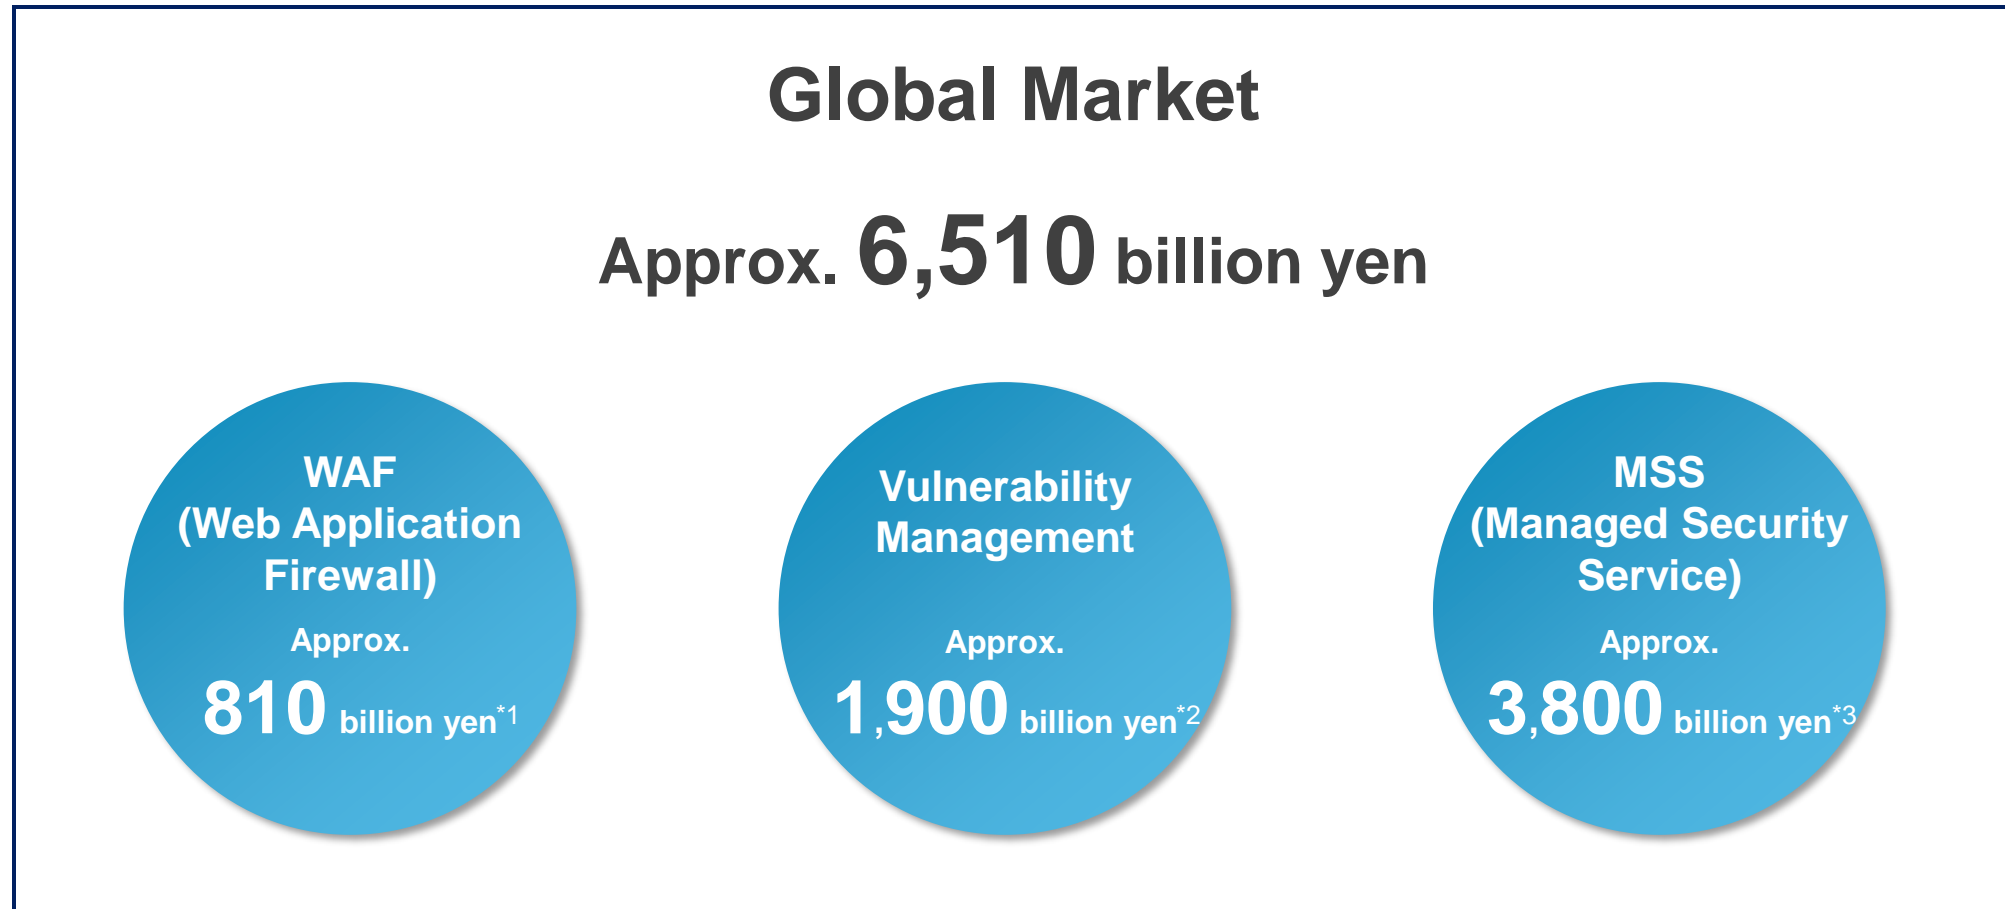 Global Market
Approx. 6,510 billion yen
WAF
(Web Application
Firewall)
Approx.
810 billion yen*1
Vulnerability
Management
Approx.
1,900 billion yen*2
MSS
(Managed Security
Service)
Approx.
3,800 billion yen*3